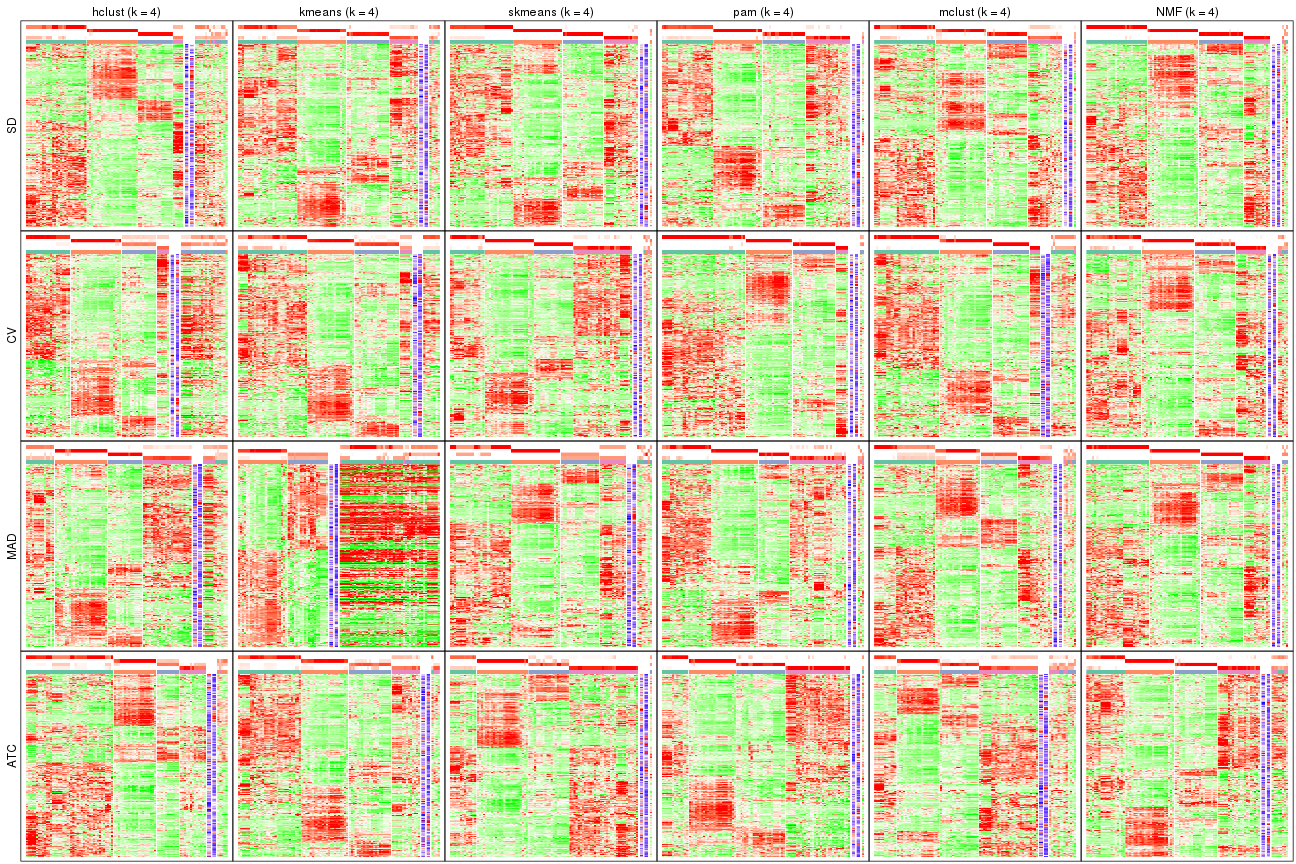 hclust (k = 4) kmeans (k = 4) skmeans (k = 4) pam (k = 4) mclust (k = 4) NMF (k = 4)
SD
CV
MAD
ATC